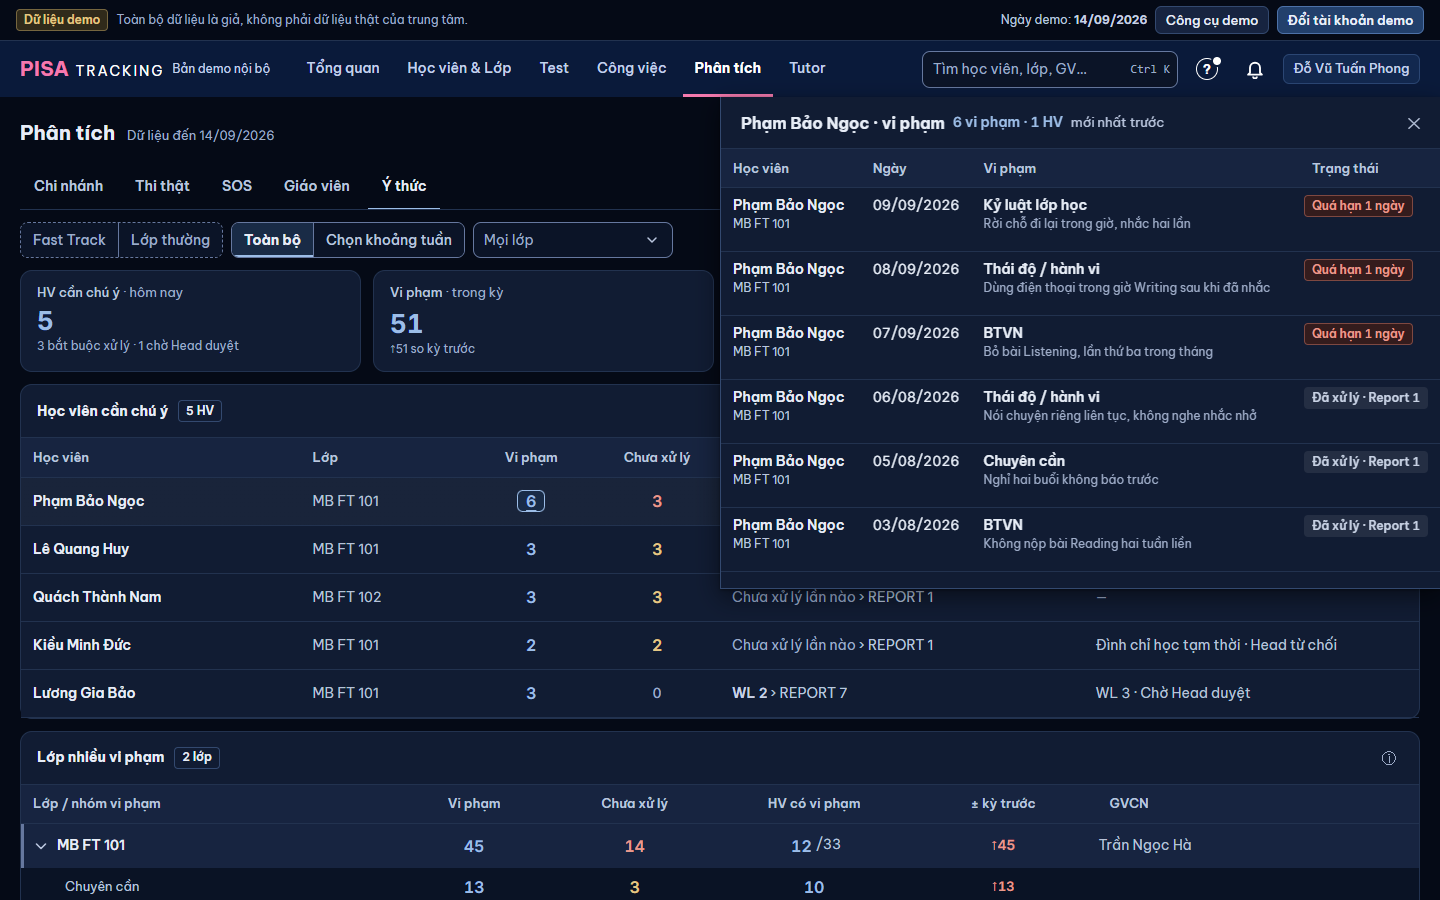 Dữ liệu demo Toàn bộ dữ liệu là giả, không phải dữ liệu thật của trung tâm. Ngày demo: 14/09/2026 Công cụ demo Đổi tài khoản demo
PISA TRACKING Bản demo nội bộ Tổng quan Học viên & Lớp Test Công việc Phân tích Tutor Tìm học viên, lớp, GV... Ctrl K ? Đỗ Vũ Tuấn Phong
Phân tích Dữ liệu đến 14/09/2026
Chi nhánh Thi thật SOS Giáo viên Ý thức
Fast Track Lớp thường Toàn bộ Chọn khoảng tuần Mọi lớp
HV cần chú ý · hôm nay
5
3 bắt buộc xử lý · 1 chờ Head duyệt
Vi phạm · trong kỳ
51
↑51 so kỳ trước
Phạm Bảo Ngọc · vi phạm 6 vi phạm · 1 HV mới nhất trước
Học viên Ngày Vi phạm Trạng thái
Phạm Bảo Ngọc 09/09/2026 Kỷ luật lớp học Quá hạn 1 ngày
MB FT 101 Rời chỗ đi lại trong giờ, nhắc hai lần
Phạm Bảo Ngọc 08/09/2026 Thái độ / hành vi Quá hạn 1 ngày
MB FT 101 Dùng điện thoại trong giờ Writing sau khi đã nhắc
Phạm Bảo Ngọc 07/09/2026 BTVN Quá hạn 1 ngày
MB FT 101 Bỏ bài Listening, lần thứ ba trong tháng
Phạm Bảo Ngọc 06/08/2026 Thái độ / hành vi Đã xử lý · Report 1
MB FT 101 Nói chuyện riêng liên tục, không nghe nhắc nhở
Phạm Bảo Ngọc 05/08/2026 Chuyên cần Đã xử lý · Report 1
MB FT 101 Nghỉ hai buổi không báo trước
Phạm Bảo Ngọc 03/08/2026 BTVN Đã xử lý · Report 1
MB FT 101 Không nộp bài Reading hai tuần liền
Học viên cần chú ý 5 HV
Học viên Lớp Vi phạm Chưa xử lý
Phạm Bảo Ngọc MB FT 101 6 3
Lê Quang Huy MB FT 101 3 3
Quách Thành Nam MB FT 102 3 3 Chưa xử lý lần nào › REPORT 1 —
Kiều Minh Đức MB FT 101 2 2 Chưa xử lý lần nào › REPORT 1 Đình chỉ học tạm thời · Head từ chối
Lương Gia Bảo MB FT 101 3 0 WL 2 › REPORT 7 WL 3 · Chờ Head duyệt
Lớp nhiều vi phạm 2 lớp
Lớp / nhóm vi phạm Vi phạm Chưa xử lý HV có vi phạm ± kỳ trước GVCN
MB FT 101 45 14 12 /33 ↑45 Trần Ngọc Hà
Chuyên cần 13 3 10 ↑13